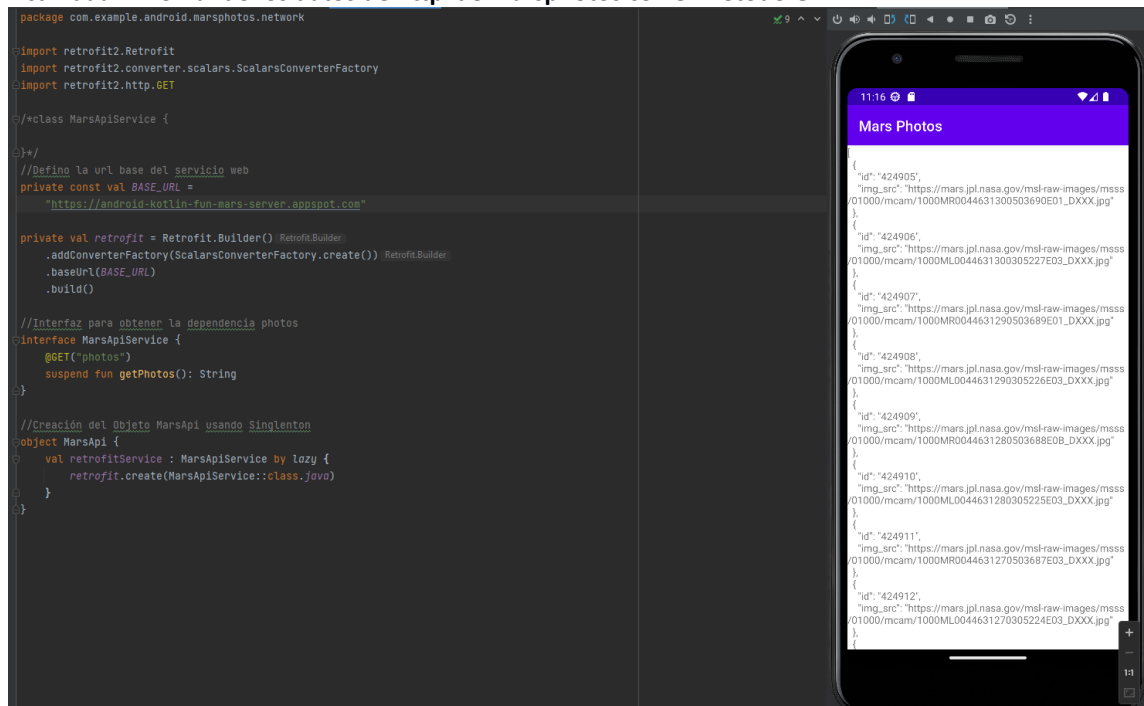 package com.example.android.marsphotos.network
import retrofit2.Retrofit
import retrofit2.converter.scalars.ScalarsConverterFactory
import retrofit2.http.GET
/*class MarsApiService {
}*/
//Defino la url base del servicio web
private const val BASE_URL =
"https://android-kotlin-fun-mars-server.appspot.com"
private val retrofit = Retrofit.Builder() Retrofit.Builder
.addConverterFactory(ScalarsConverterFactory.create()) Retrofit.Builder
.baseUrl(BASE_URL)
.build()
//Interfaz para obtener la dependencia photos
interface MarsApiService {
@GET("photos")
suspend fun getPhotos(): String
}
//Creación del Objeto MarsApi usando Singlenton
object MarsApi {
val retrofitService : MarsApiService by lazy {
retrofit.create(MarsApiService::class.java)
}
}
9
11:16
Mars Photos
[
{
"id": "424905",
"img_src": "https://mars.jpl.nasa.gov/msl-raw-images/msss
/01000/mcam/1000MR0044631300503690E01_DXXX.jpg"
},
{
"id": "424906",
"img_src": "https://mars.jpl.nasa.gov/msl-raw-images/msss
/01000/mcam/1000ML0044631300305227E03_DXXX.jpg"
},
{
"id": "424907",
"img_src": "https://mars.jpl.nasa.gov/msl-raw-images/msss
/01000/mcam/1000MR0044631290503689E01_DXXX.jpg"
},
{
"id": "424908",
"img_src": "https://mars.jpl.nasa.gov/msl-raw-images/msss
/01000/mcam/1000ML0044631290305226E03_DXXX.jpg"
},
{
"id": "424909",
"img_src": "https://mars.jpl.nasa.gov/msl-raw-images/msss
/01000/mcam/1000MR0044631280503688E0B_DXXX.jpg"
},
{
"id": "424910",
"img_src": "https://mars.jpl.nasa.gov/msl-raw-images/msss
/01000/mcam/1000ML0044631280305225E03_DXXX.jpg"
},
{
"id": "424911",
"img_src": "https://mars.jpl.nasa.gov/msl-raw-images/msss
/01000/mcam/1000MR0044631270503687E03_DXXX.jpg"
},
{
"id": "424912",
"img_src": "https://mars.jpl.nasa.gov/msl-raw-images/msss
/01000/mcam/1000ML0044631270305224E03_DXXX.jpg"
},
{
1:1